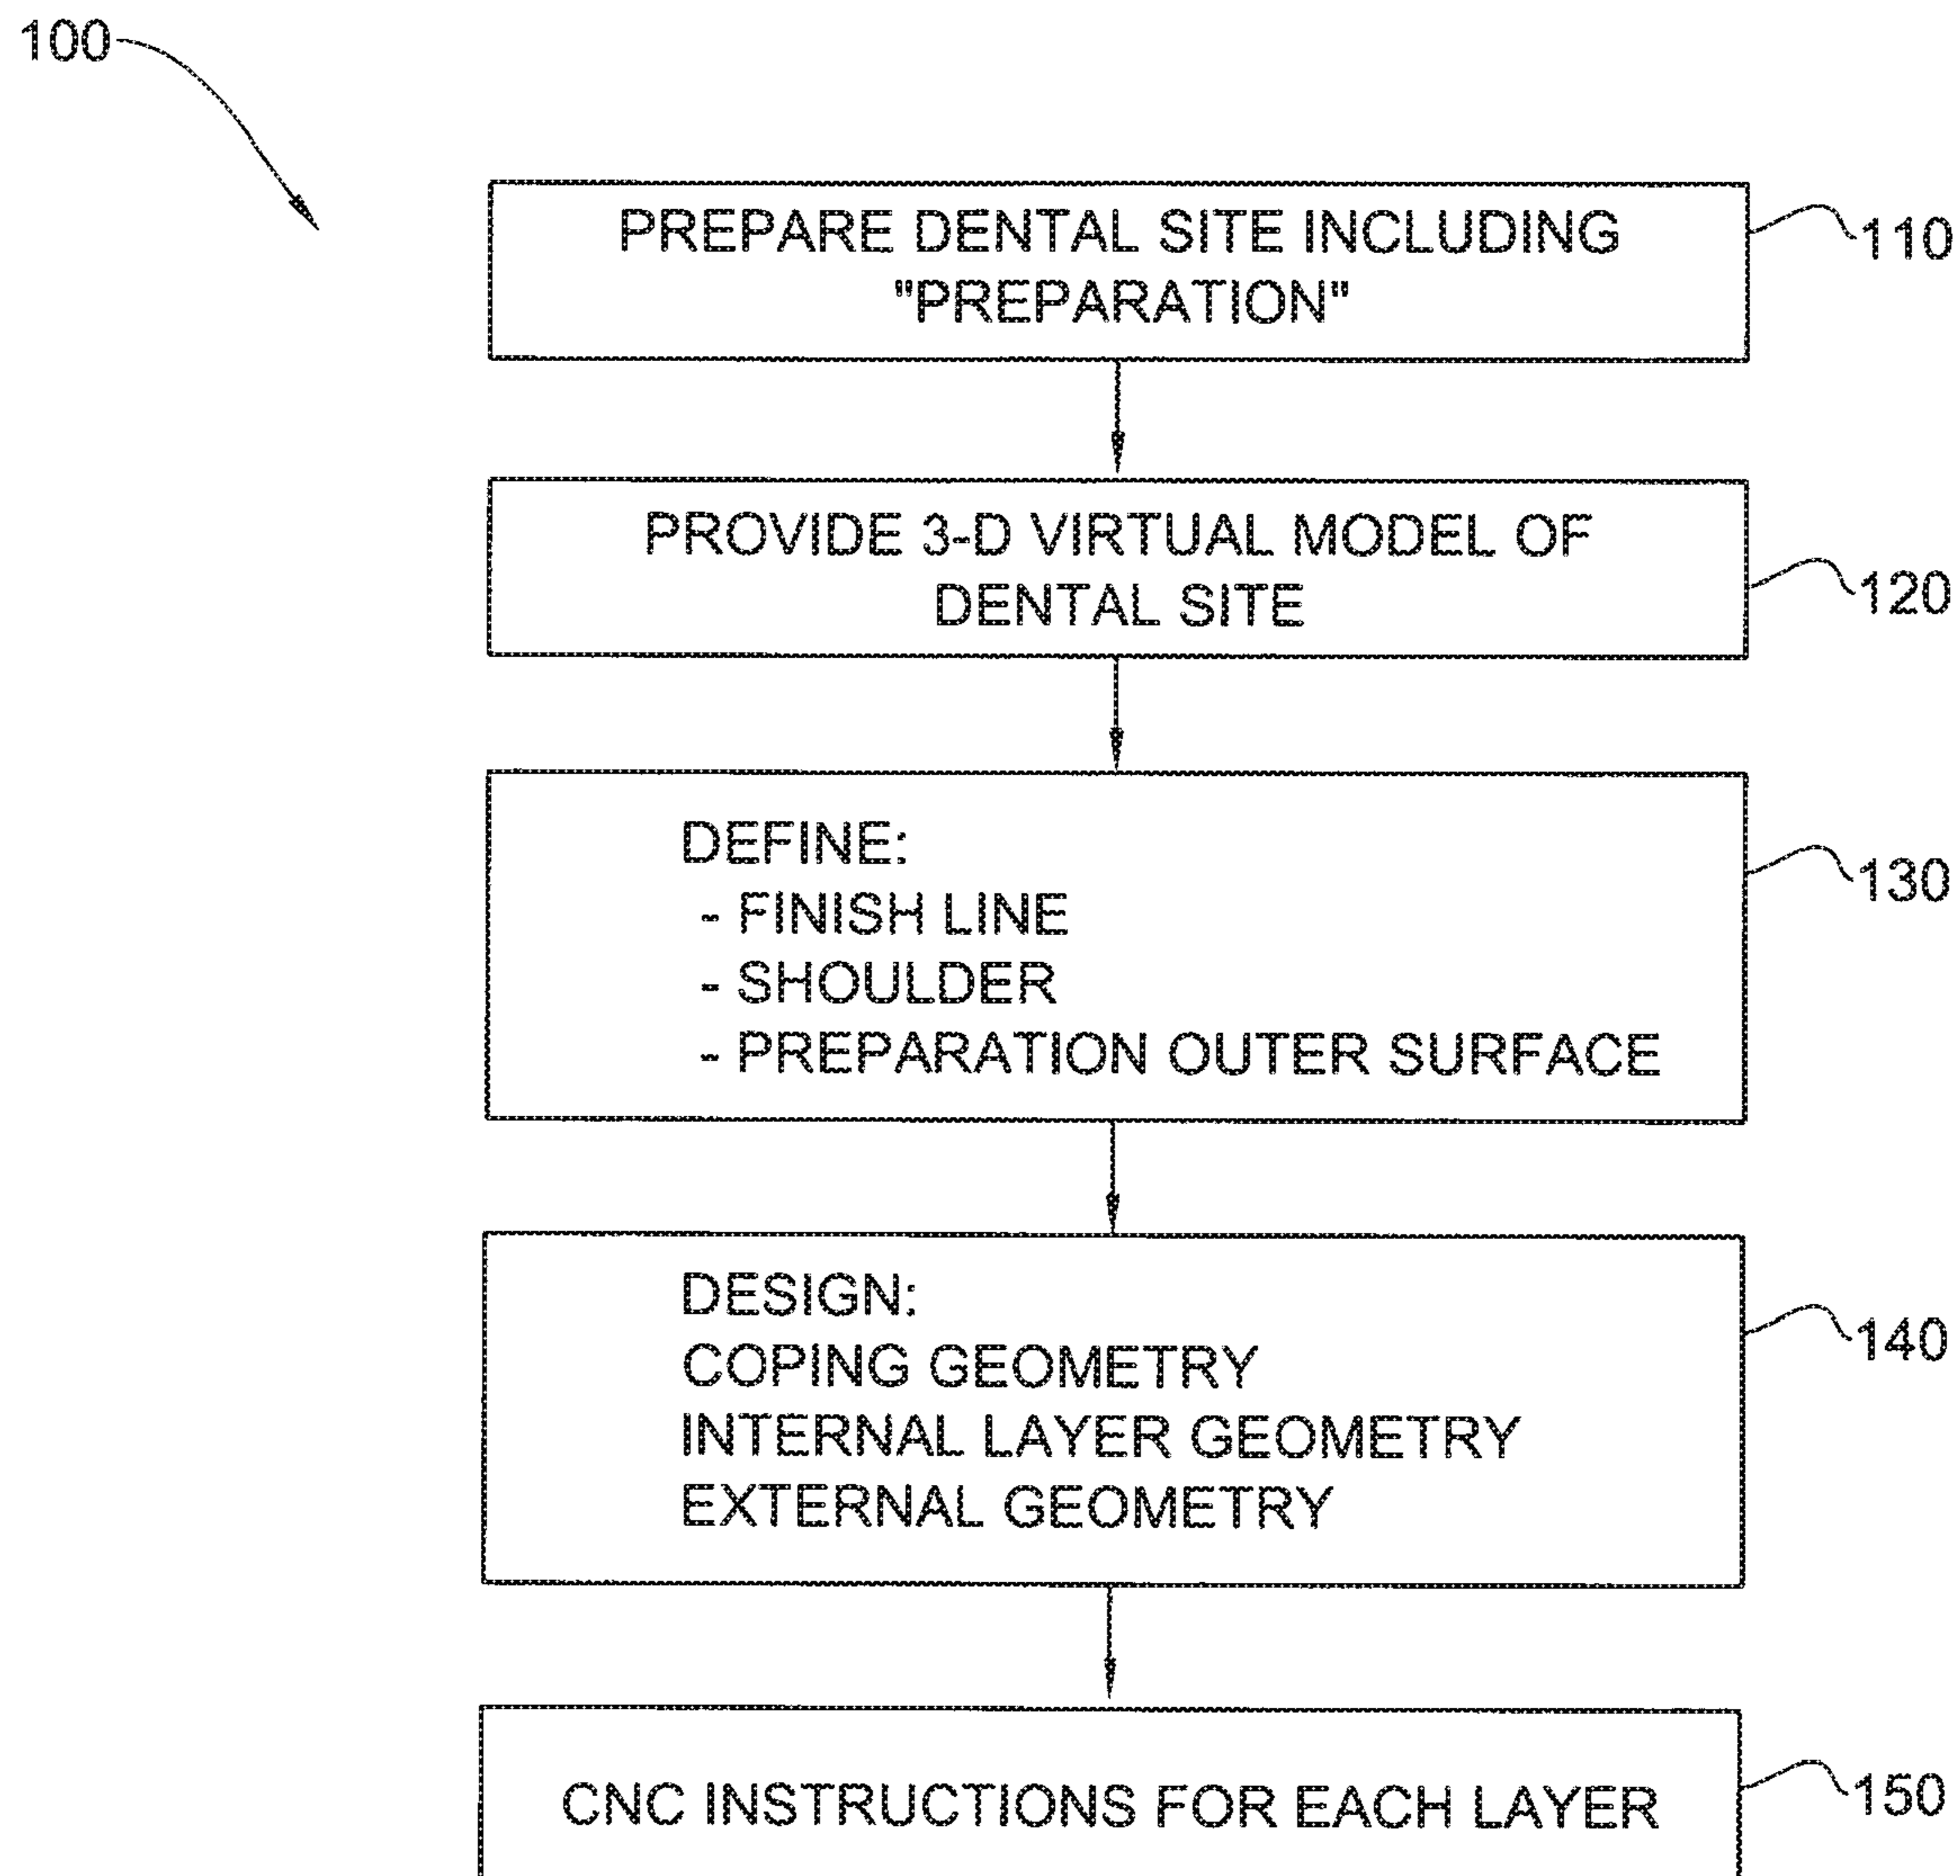 100
PREPARE DENTAL SITE INCLUDING
"PREPARATION"
110
PROVIDE 3-D VIRTUAL MODEL OF
DENTAL SITE
120
DEFINE:
- FINISH LINE
- SHOULDER
- PREPARATION OUTER SURFACE
130
DESIGN:
COPING GEOMETRY
INTERNAL LAYER GEOMETRY
EXTERNAL GEOMETRY
140
CNC INSTRUCTIONS FOR EACH LAYER
150